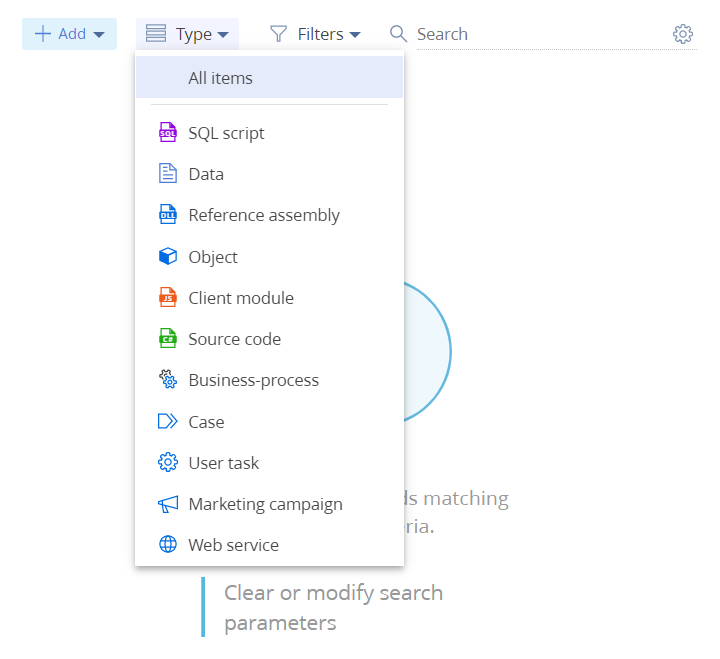 Add
Type
Filters
Search
All items
SQL SQL script
Data
DLL Reference assembly
Object
JS Client module
C# Source code
Business-process
Case
User task
Marketing campaign
Web service
ds matching
ria.
Clear or modify search
parameters